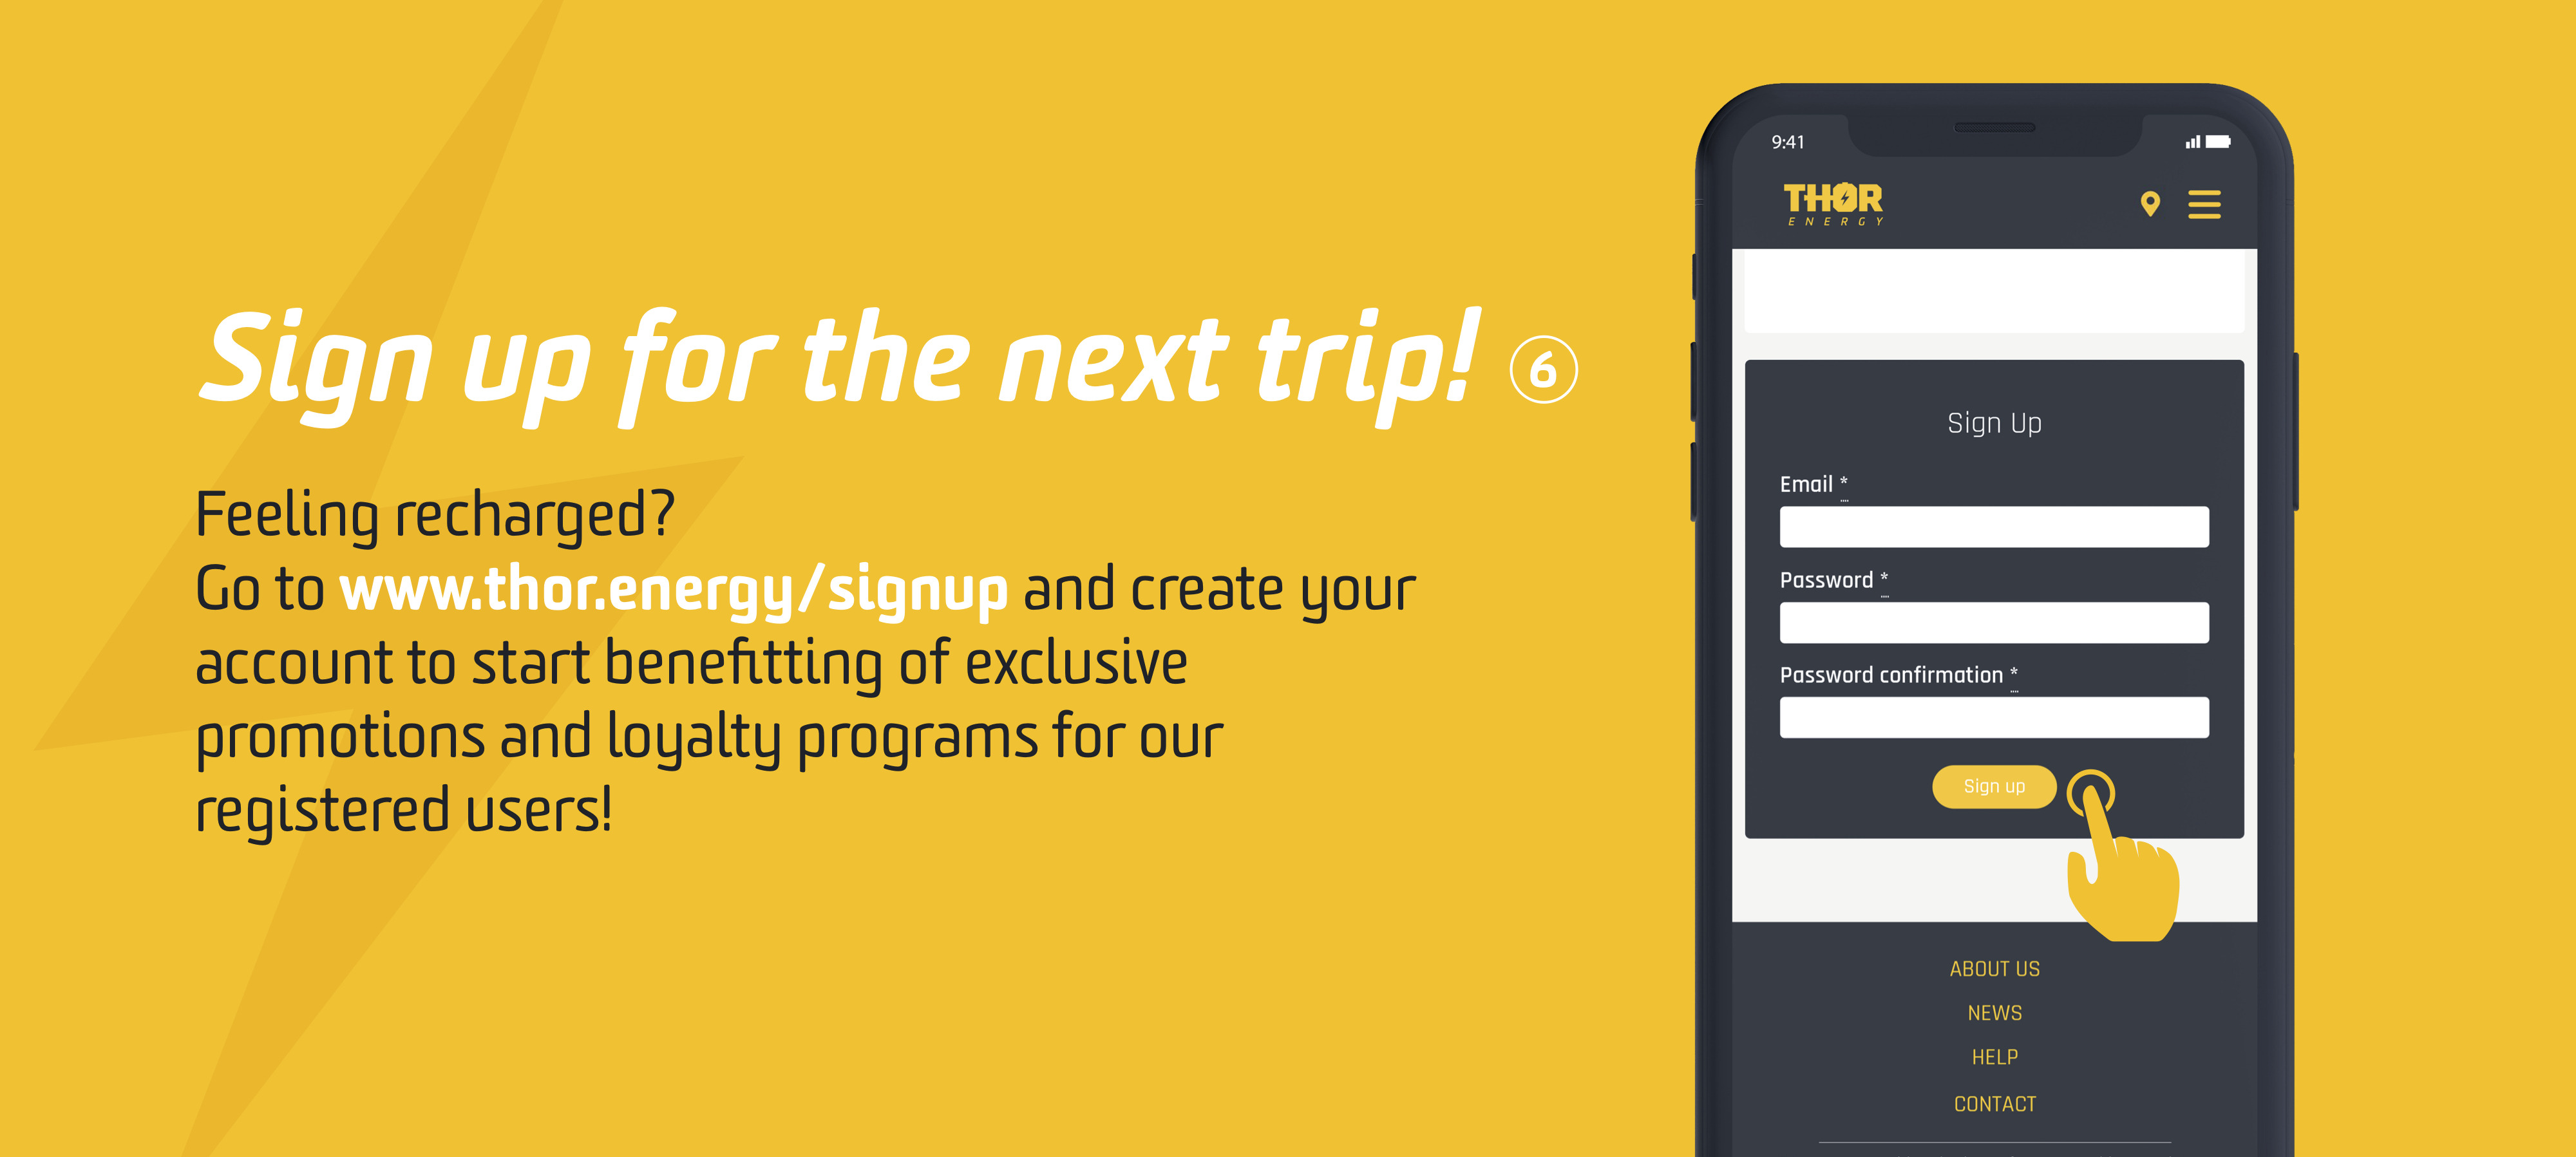 Sign up for the next trip! 6
Feeling recharged?
Go to www.thor.energy/signup and create your
account to start benefitting of exclusive
promotions and loyalty programs for our
registered users!
9:41
THOR
ENERGY
Sign Up
Email *
Password *
Password confirmation *
Sign up
ABOUT US
NEWS
HELP
CONTACT